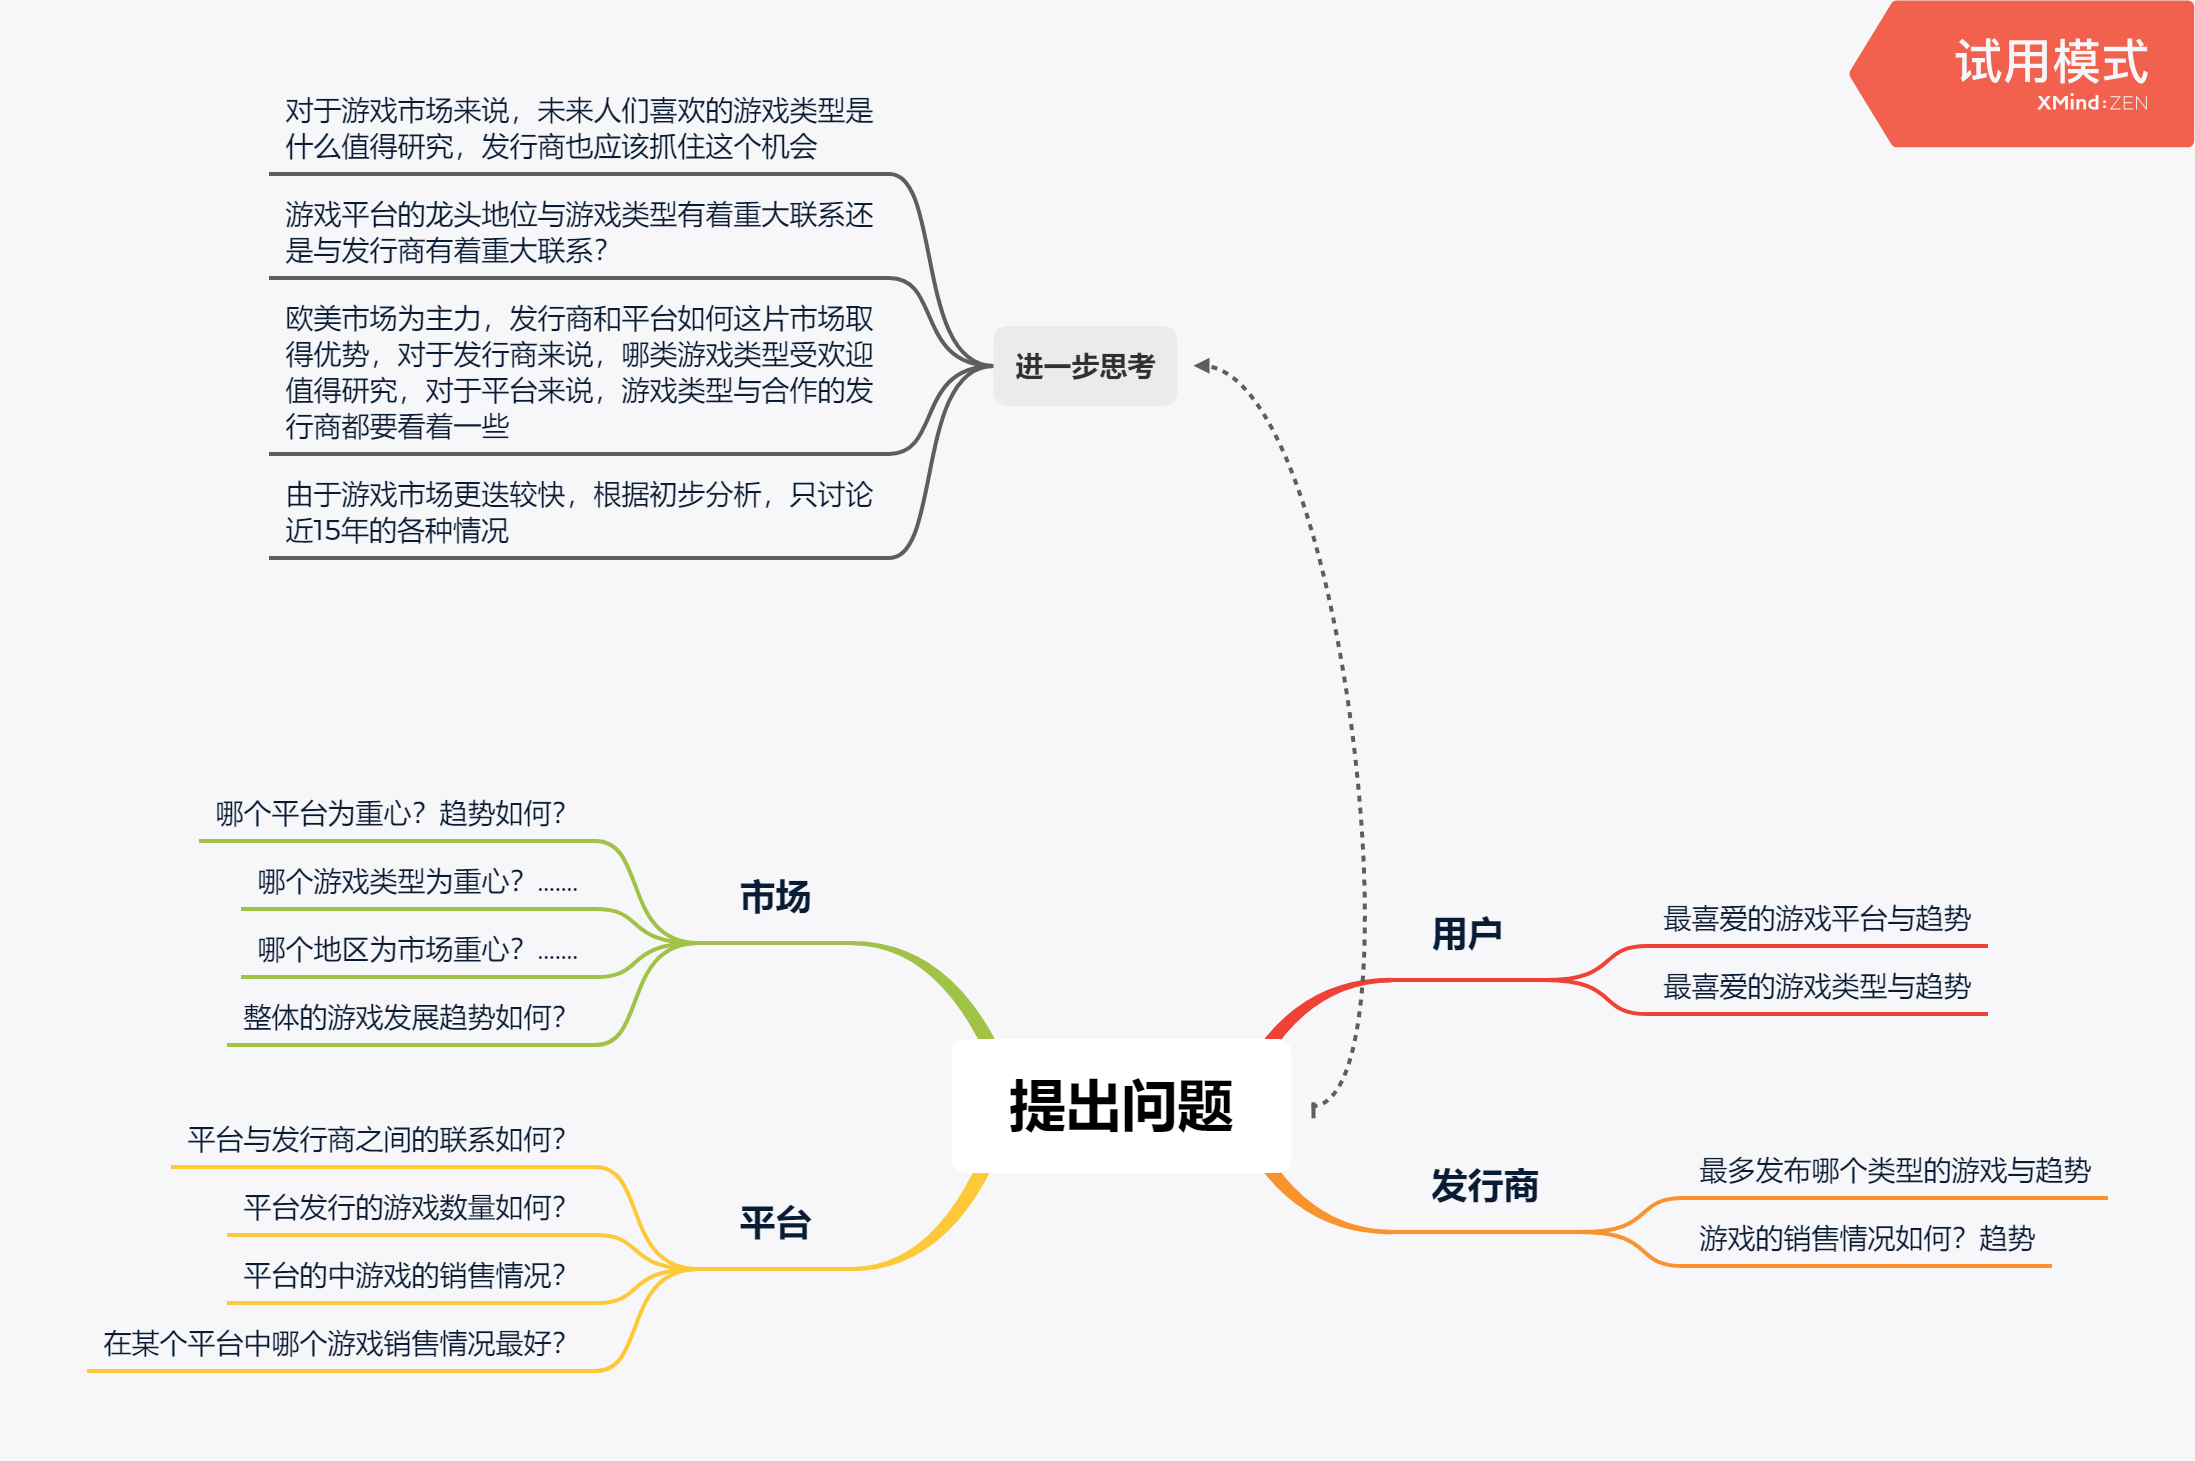 试用模式
XMind:ZEN
对于游戏市场来说，未来人们喜欢的游戏类型是
什么值得研究，发行商也应该抓住这个机会
游戏平台的龙头地位与游戏类型有着重大联系还
是与发行商有着重大联系？
欧美市场为主力，发行商和平台如何这片市场取
得优势，对于发行商来说，哪类游戏类型受欢迎
值得研究，对于平台来说，游戏类型与合作的发
行商都要看着一些
由于游戏市场更迭较快，根据初步分析，只讨论
近15年的各种情况
进一步思考
哪个平台为重心？趋势如何？
哪个游戏类型为重心？.......
哪个地区为市场重心？.......
整体的游戏发展趋势如何？
市场
平台与发行商之间的联系如何？
平台发行的游戏数量如何？
平台的中游戏的销售情况？
在某个平台中哪个游戏销售情况最好？
平台
提出问题
用户
最喜爱的游戏平台与趋势
最喜爱的游戏类型与趋势
发行商
最多发布哪个类型的游戏与趋势
游戏的销售情况如何？趋势